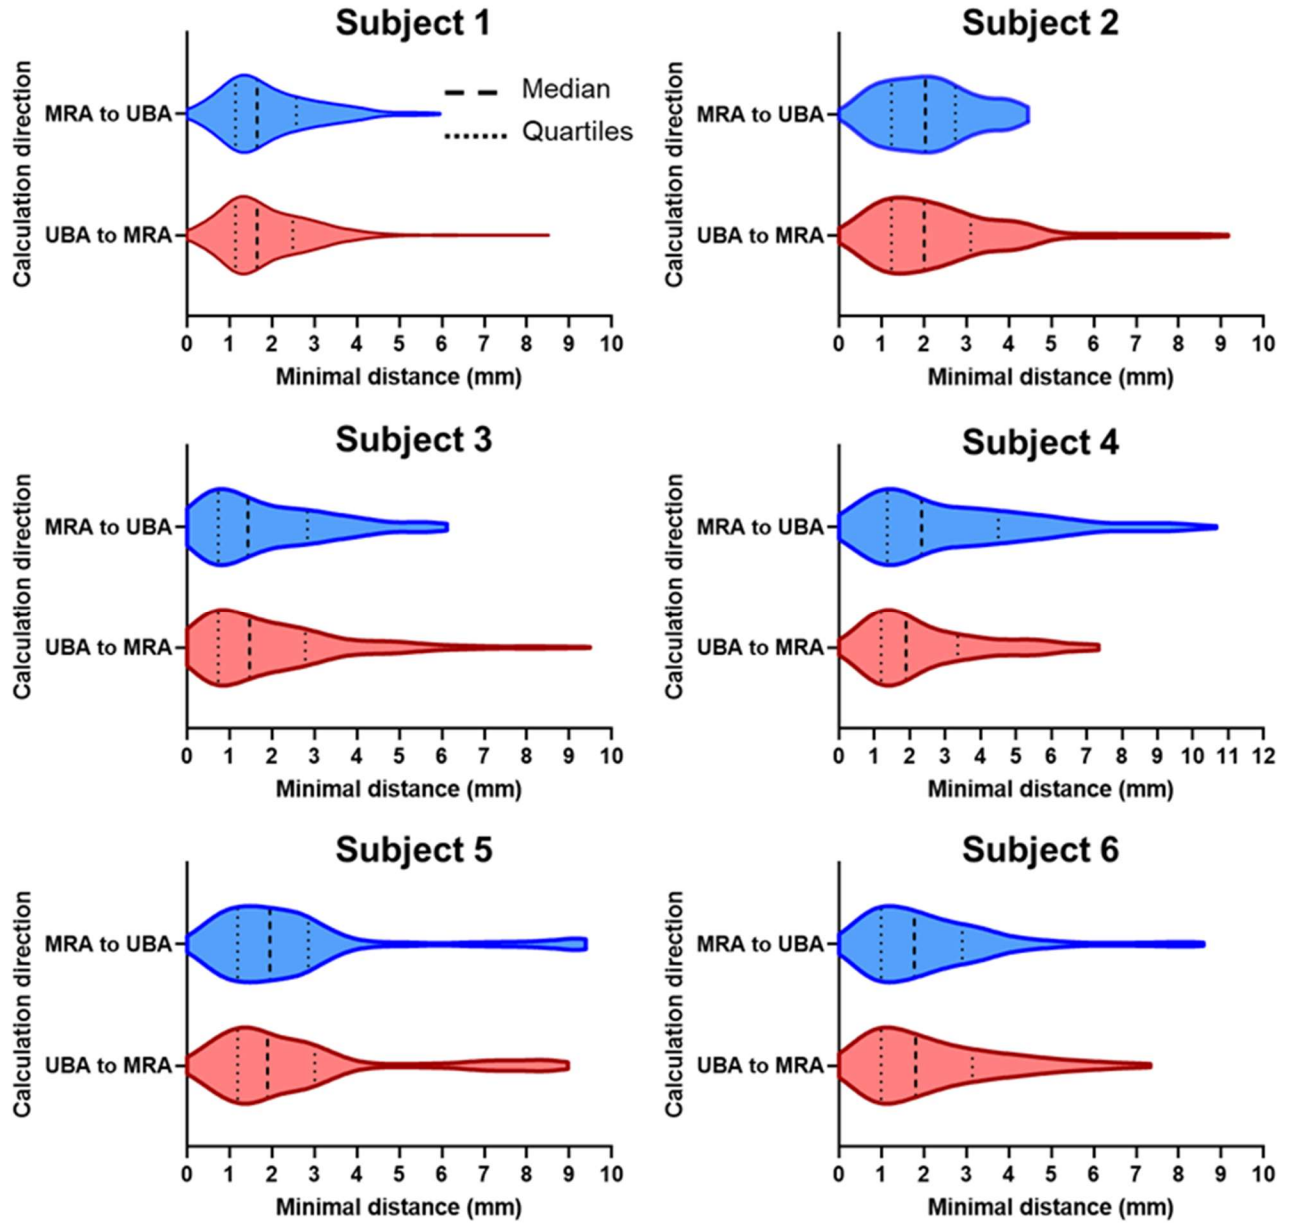 Subject 1
Calculation direction
MRA to UBA
UBA to MRA
Median
Quartiles
0 1 2 3 4 5 6 7 8 9 10
Minimal distance (mm)
Subject 2
Calculation direction
MRA to UBA
UBA to MRA
0 1 2 3 4 5 6 7 8 9 10
Minimal distance (mm)
Subject 3
Calculation direction
MRA to UBA
UBA to MRA
0 1 2 3 4 5 6 7 8 9 10
Minimal distance (mm)
Subject 4
Calculation direction
MRA to UBA
UBA to MRA
0 1 2 3 4 5 6 7 8 9 10 11 12
Minimal distance (mm)
Subject 5
Calculation direction
MRA to UBA
UBA to MRA
0 1 2 3 4 5 6 7 8 9 10
Minimal distance (mm)
Subject 6
Calculation direction
MRA to UBA
UBA to MRA
0 1 2 3 4 5 6 7 8 9 10
Minimal distance (mm)